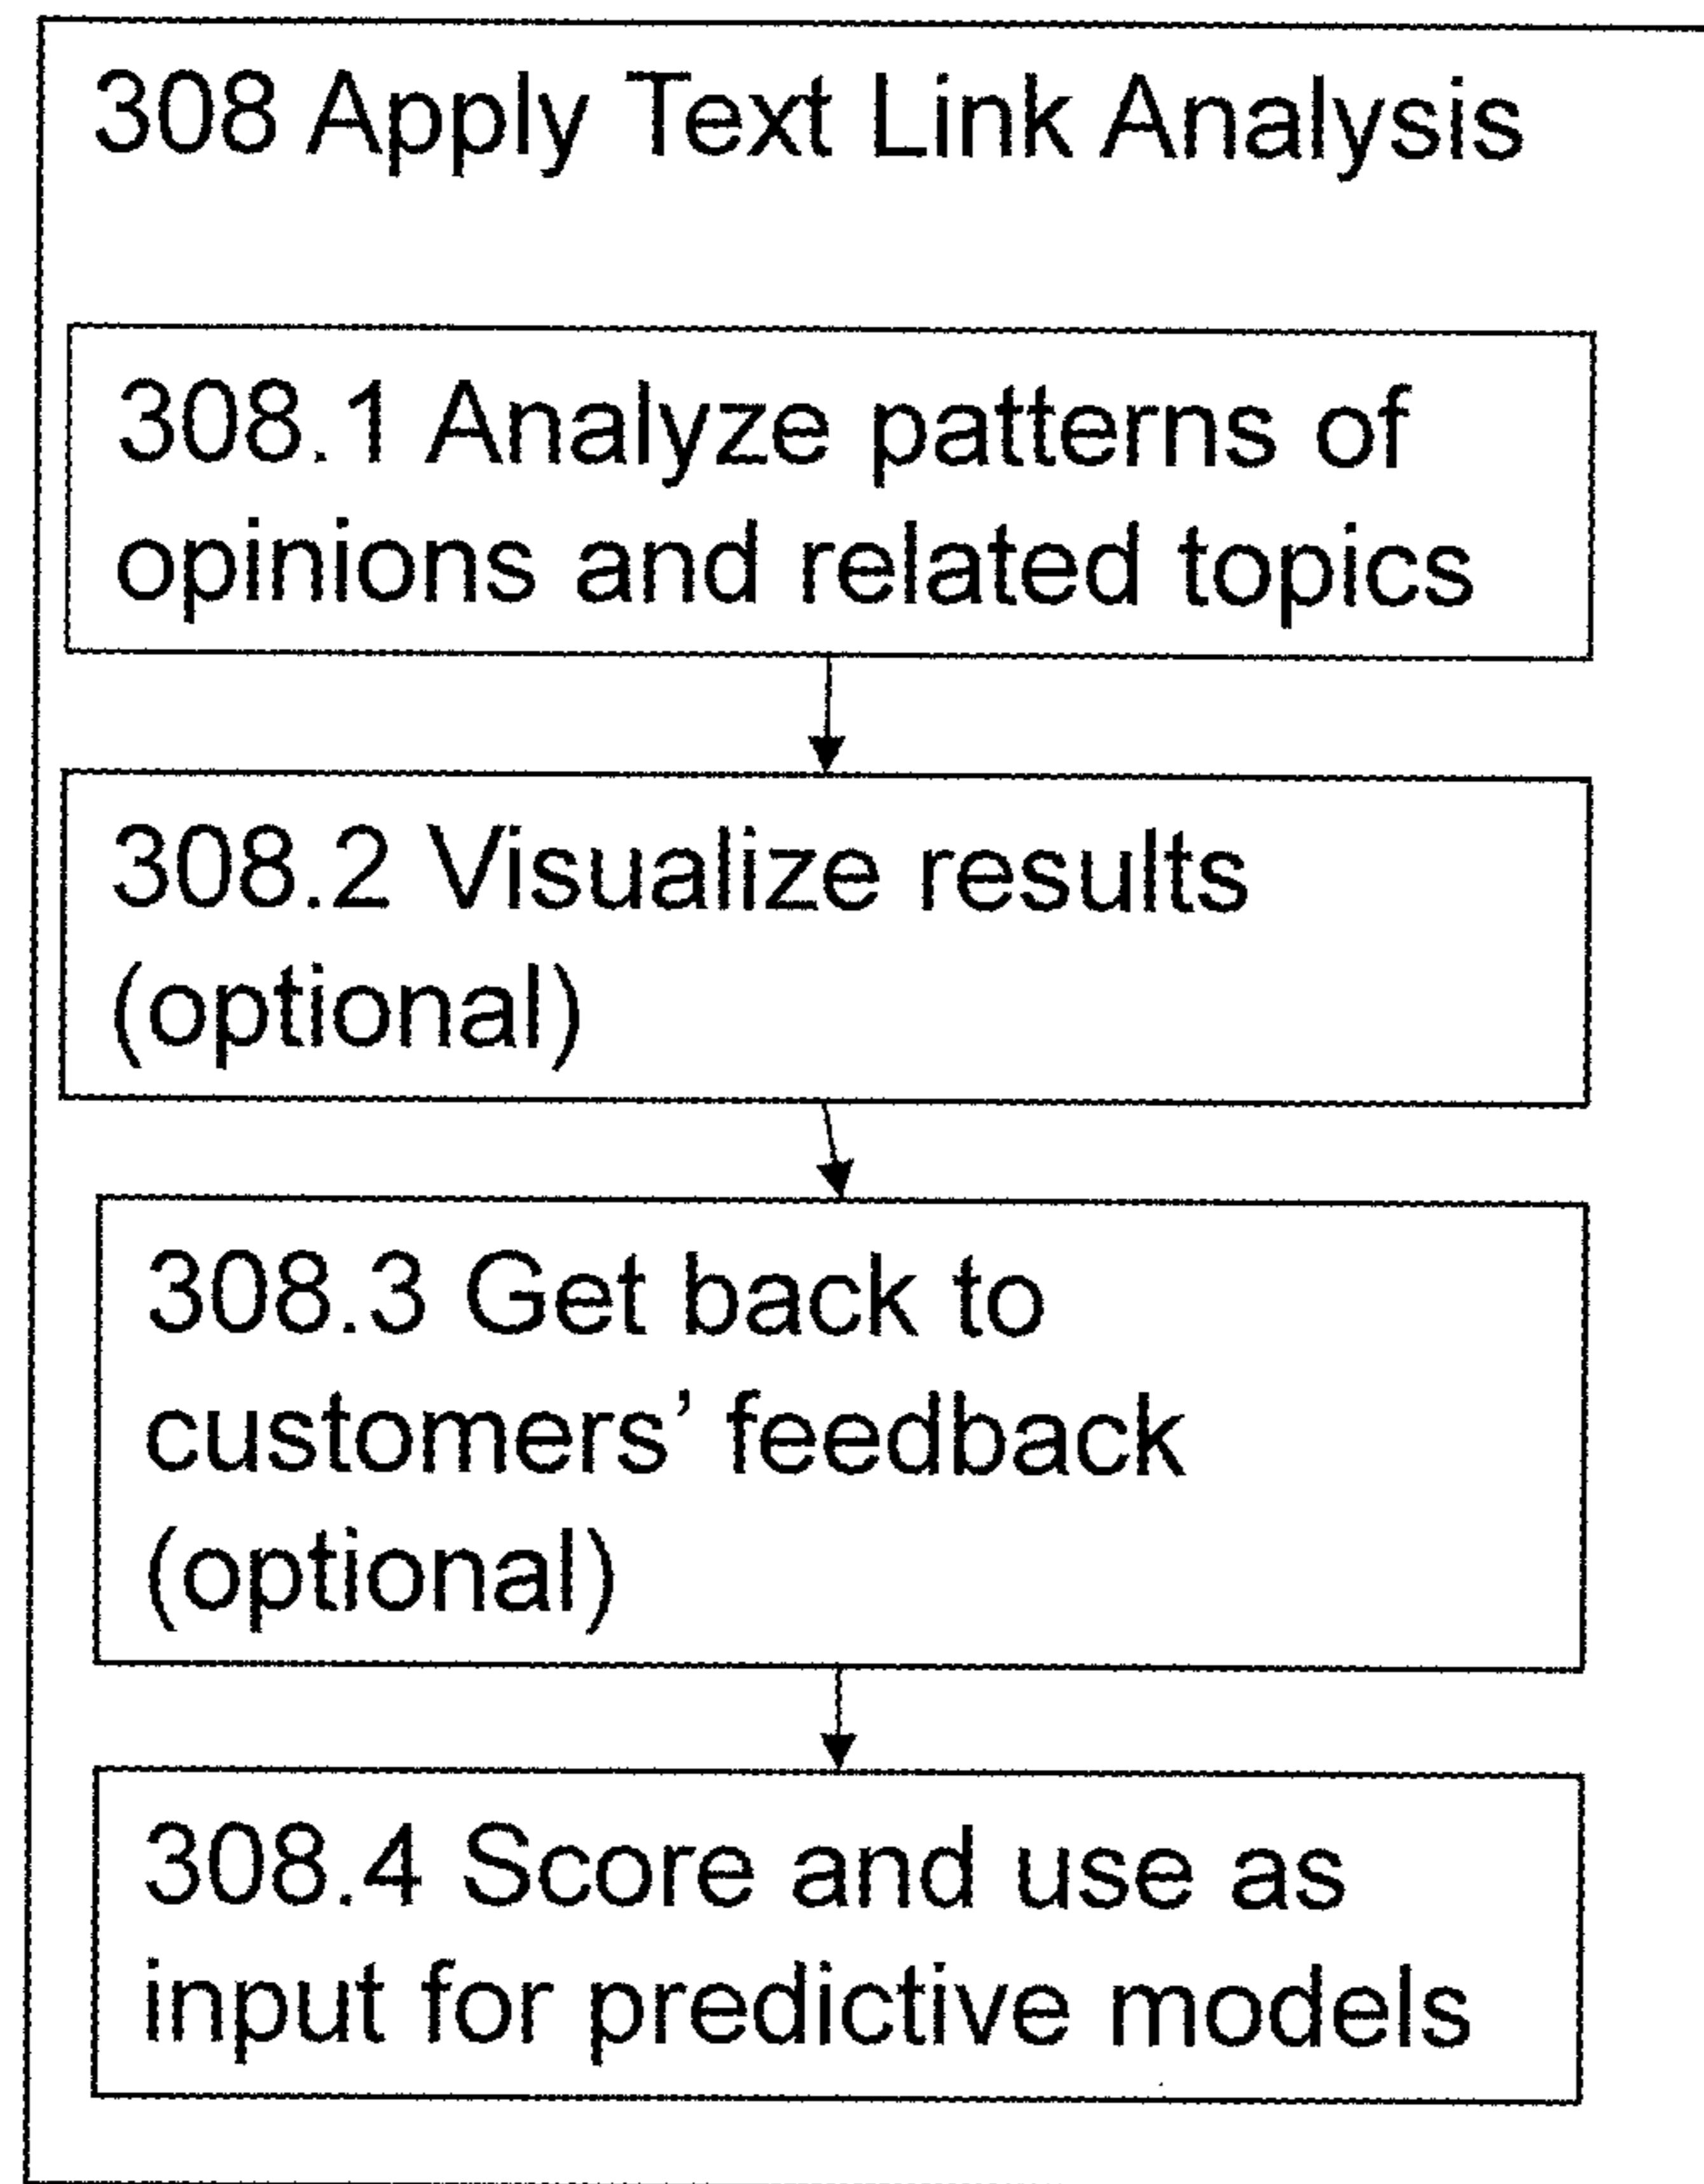 308 Apply Text Link Analysis
308.1 Analyze patterns of
opinions and related topics
308.2 Visualize results
(optional)
308.3 Get back to
customers’ feedback
(optional)
308.4 Score and use as
input for predictive models